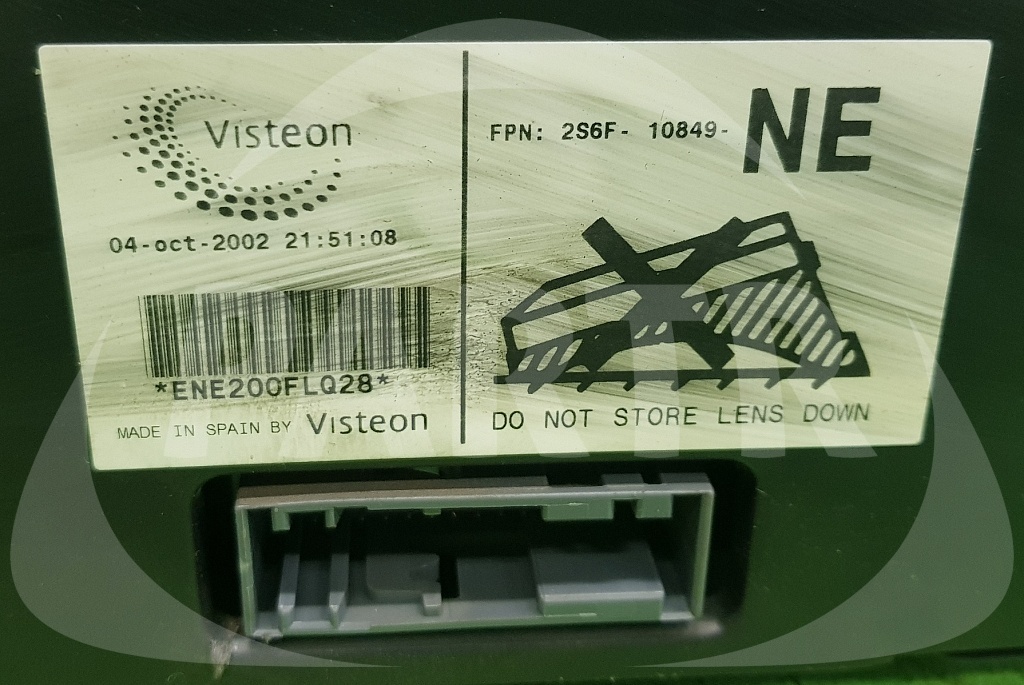 Visteon
04-oct-2002 21:51:08
*ENE200FLQ28*
MADE IN SPAIN BY Visteon
FPN: 2S6F- 10849- NE
DO NOT STORE LENS DOWN